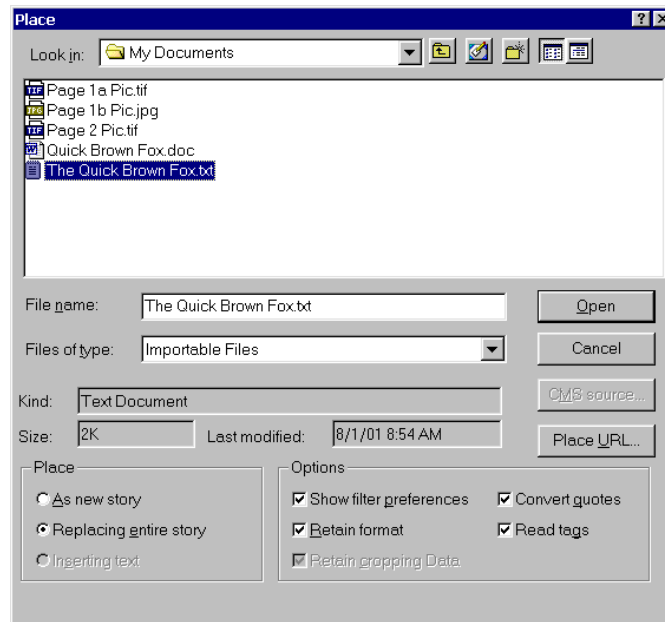 Place
Look in: My Documents
TIF Page 1a Pic.tif
JPG Page 1b Pic.jpg
TIF Page 2 Pic.tif
W Quick Brown Fox.doc
The Quick Brown Fox.txt
File name: The Quick Brown Fox.txt Open
Files of type: Importable Files Cancel
Kind: Text Document CMS source...
Size: 2K Last modified: 8/1/01 8:54 AM Place URL...
Place Options
As new story Show filter preferences Convert quotes
Replacing entire story Retain format Read tags
Inserting text Retain cropping Data